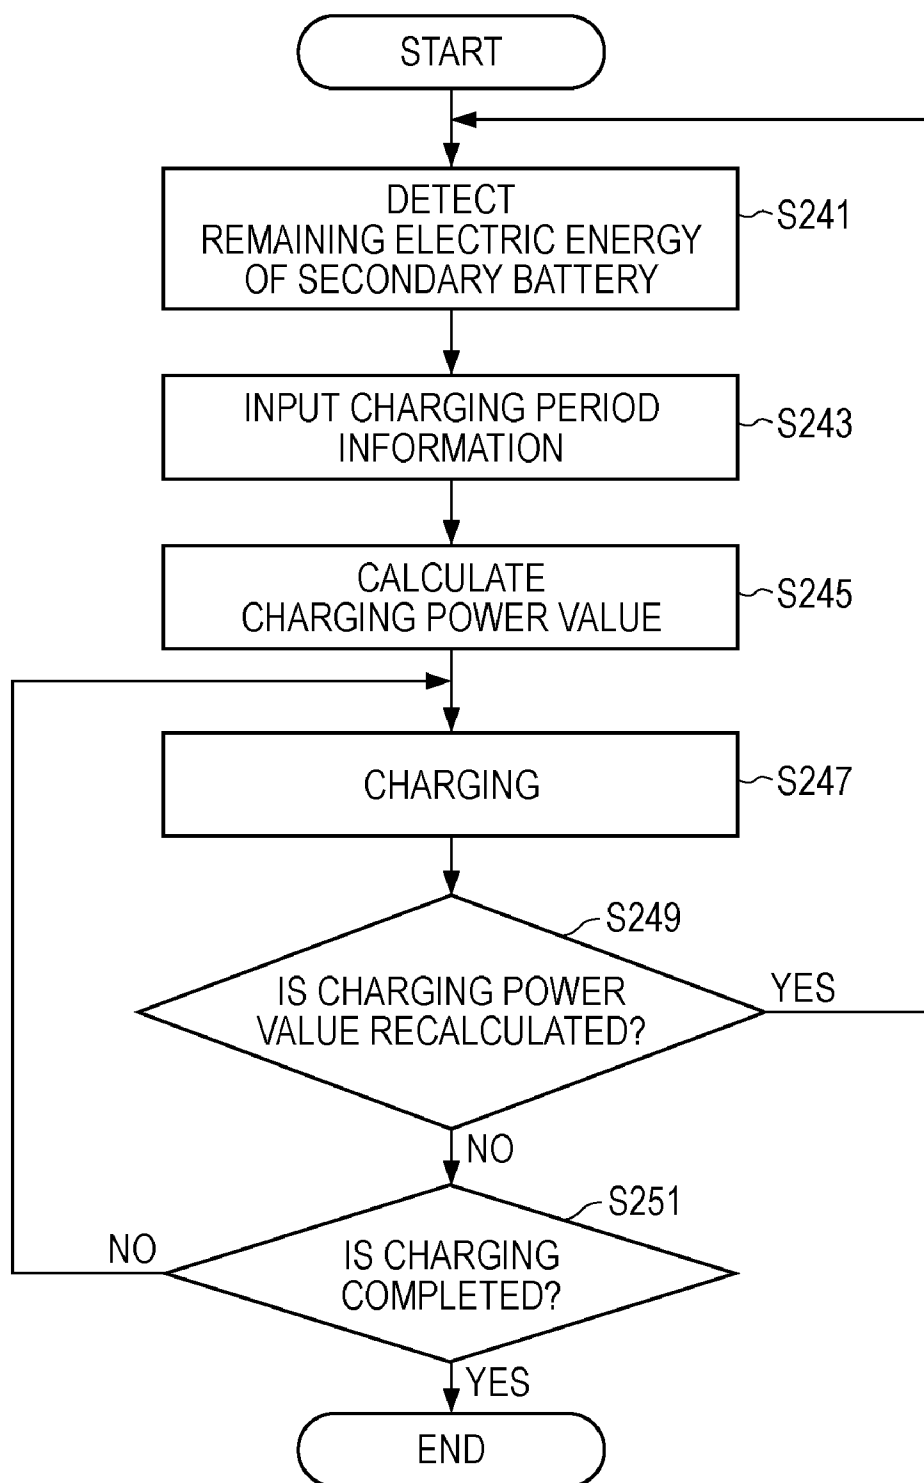 START
DETECT
REMAINING ELECTRIC ENERGY
OF SECONDARY BATTERY
S241
INPUT CHARGING PERIOD
INFORMATION
S243
CALCULATE
CHARGING POWER VALUE
S245
CHARGING
S247
S249
IS CHARGING POWER
VALUE RECALCULATED?
YES
NO
S251
IS CHARGING
COMPLETED?
NO
YES
END